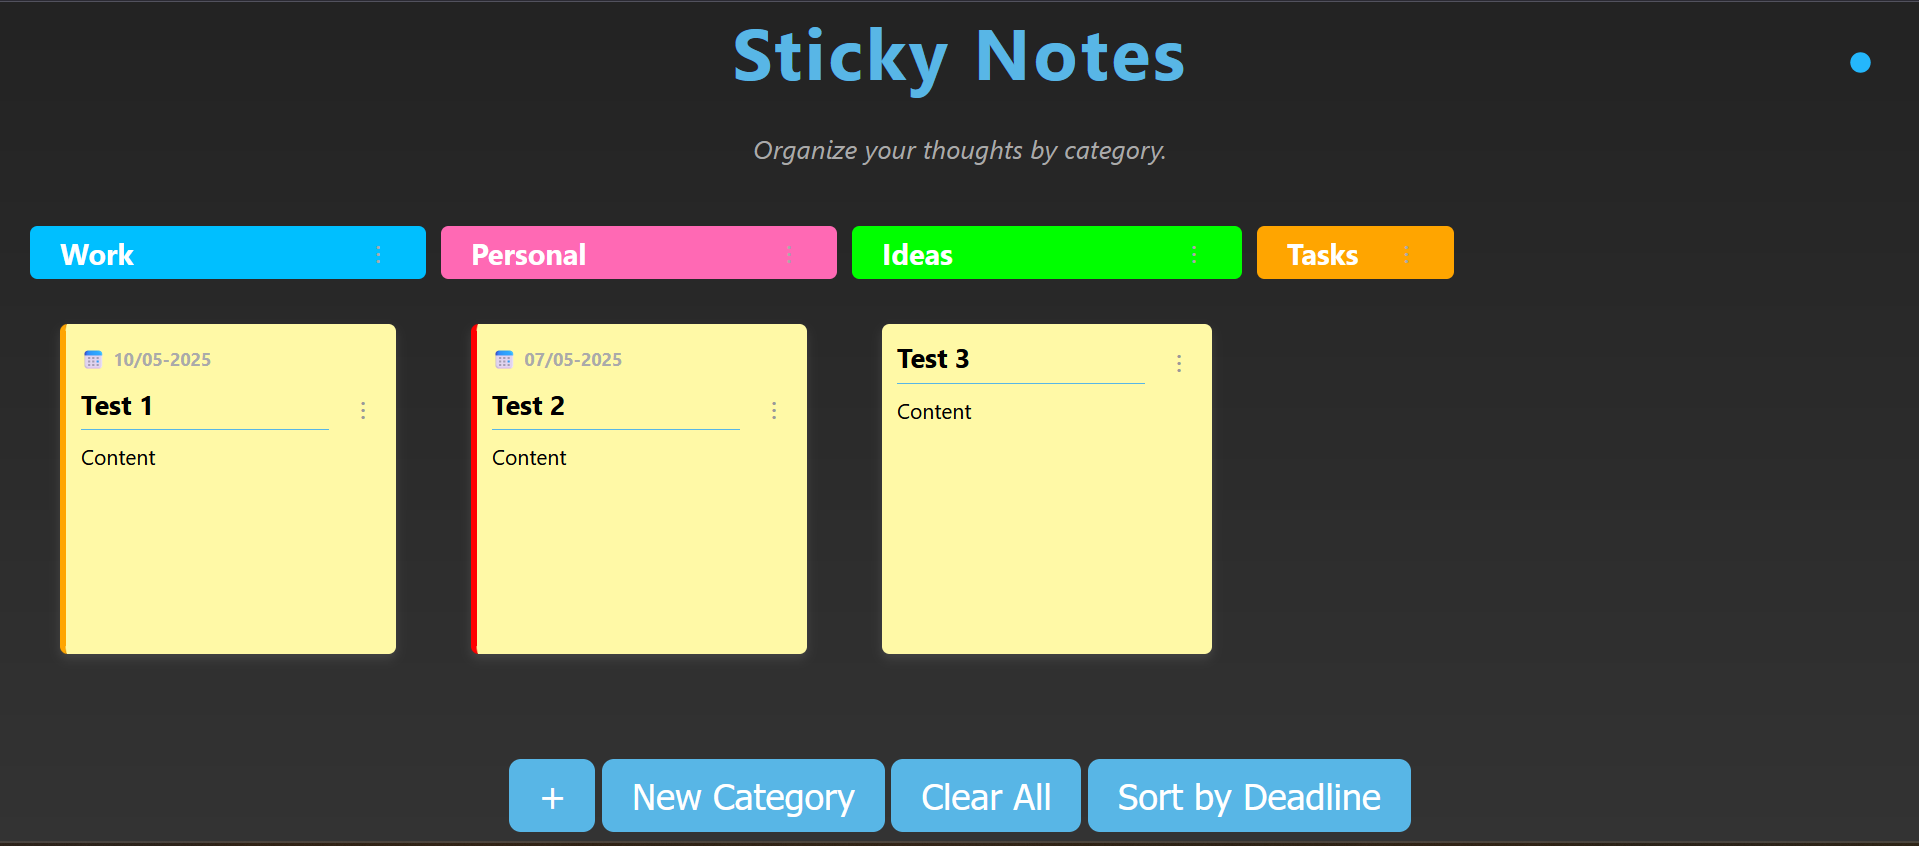 Sticky Notes
Organize your thoughts by category.
Work
Personal
Ideas
Tasks
10/05-2025
Test 1
Content
07/05-2025
Test 2
Content
Test 3
Content
+
New Category
Clear All
Sort by Deadline